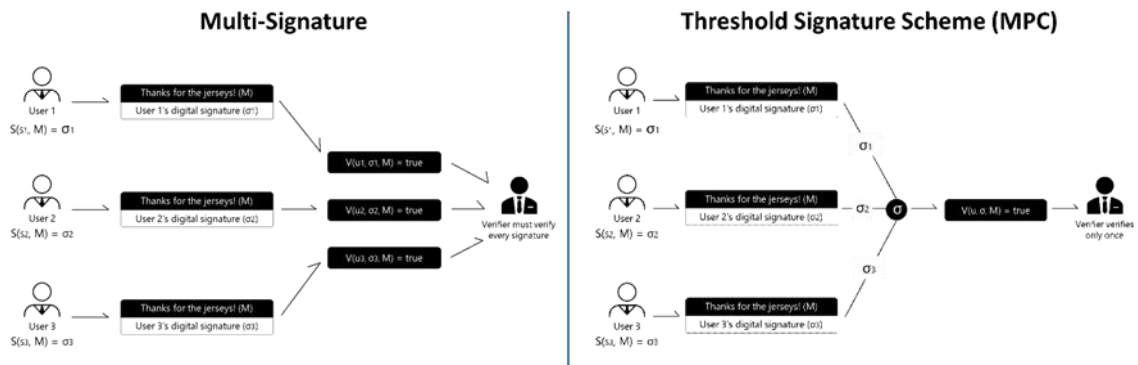 Multi-Signature
Thanks for the jerseys! (M)
User 1's digital signature (σ1)
User 1
S(s1, M) = σ1
V(u1, σ1, M) = true
Thanks for the jerseys! (M)
User 2's digital signature (σ2)
User 2
S(s2, M) = σ2
V(u2, σ2, M) = true
Verifier must verify
every signature
V(u3, σ3, M) = true
Thanks for the jerseys! (M)
User 3's digital signature (σ3)
User 3
S(s3, M) = σ3
Threshold Signature Scheme (MPC)
Thanks for the jerseys! (M)
User 1's digital signature (σ1)
User 1
S(s1, M) = σ1
σ1
Thanks for the jerseys! (M)
User 2's digital signature (σ2)
User 2
S(s2, M) = σ2
σ2
σ
V(u, σ, M) = true
Verifier verifies
only once
σ3
Thanks for the jerseys! (M)
User 3's digital signature (σ3)
User 3
S(s3, M) = σ3